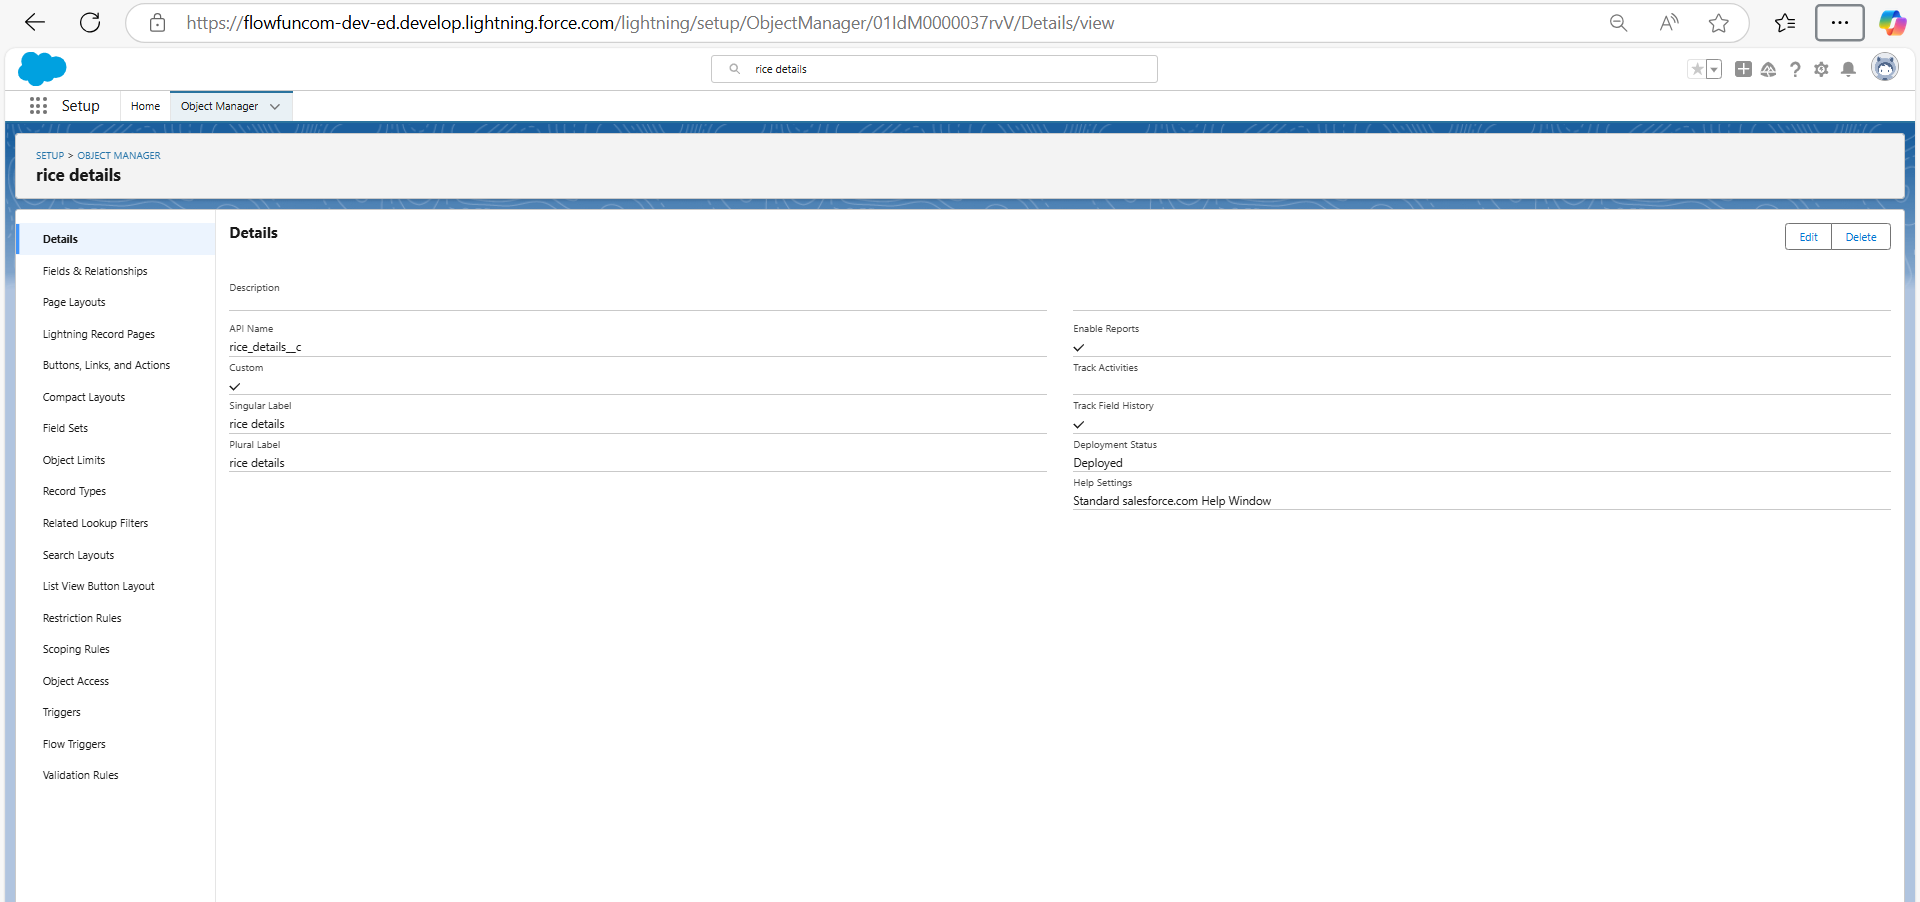 https://flowfuncom-dev-ed.develop.lightning.force.com/lightning/setup/ObjectManager/01IdM0000037rvV/Details/view
rice details
Setup
Home
Object Manager
SETUP > OBJECT MANAGER
rice details
Details
Fields & Relationships
Page Layouts
Lightning Record Pages
Buttons, Links, and Actions
Compact Layouts
Field Sets
Object Limits
Record Types
Related Lookup Filters
Search Layouts
List View Button Layout
Restriction Rules
Scoping Rules
Object Access
Triggers
Flow Triggers
Validation Rules
Details
Edit
Delete
Description
API Name
rice_details__c
Custom
Singular Label
rice details
Plural Label
rice details
Enable Reports
Track Activities
Track Field History
Deployment Status
Deployed
Help Settings
Standard salesforce.com Help Window